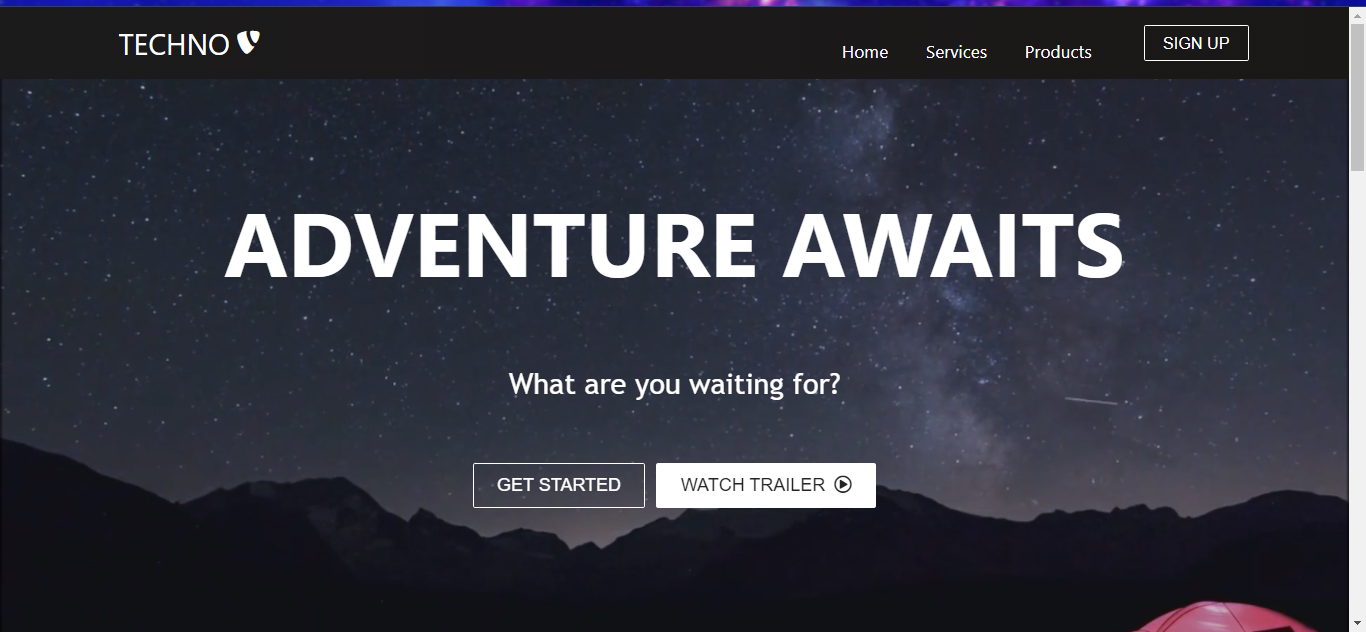 TECHNO
Home
Services
Products
SIGN UP
ADVENTURE AWAITS
What are you waiting for?
GET STARTED
WATCH TRAILER